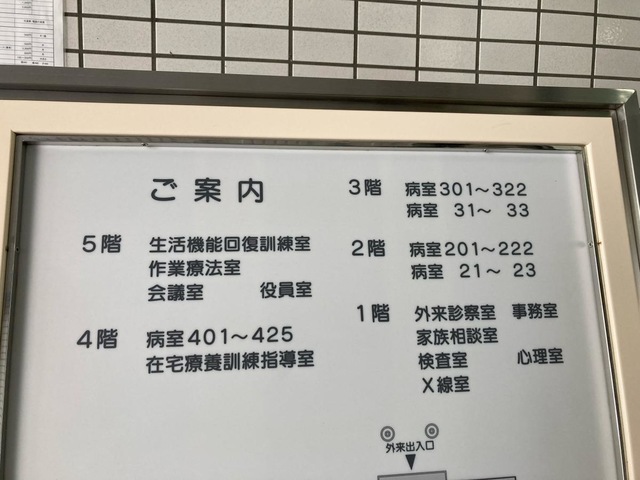 ご案内
5階 生活機能回復訓練室
作業療法室
会議室 役員室
4階 病室401～425
在宅療養訓練指導室
3階 病室301～322
病室 31～ 33
2階 病室201～222
病室 21～ 23
1階 外来診察室 事務室
家族相談室
検査室 心理室
X線室
外来出入口